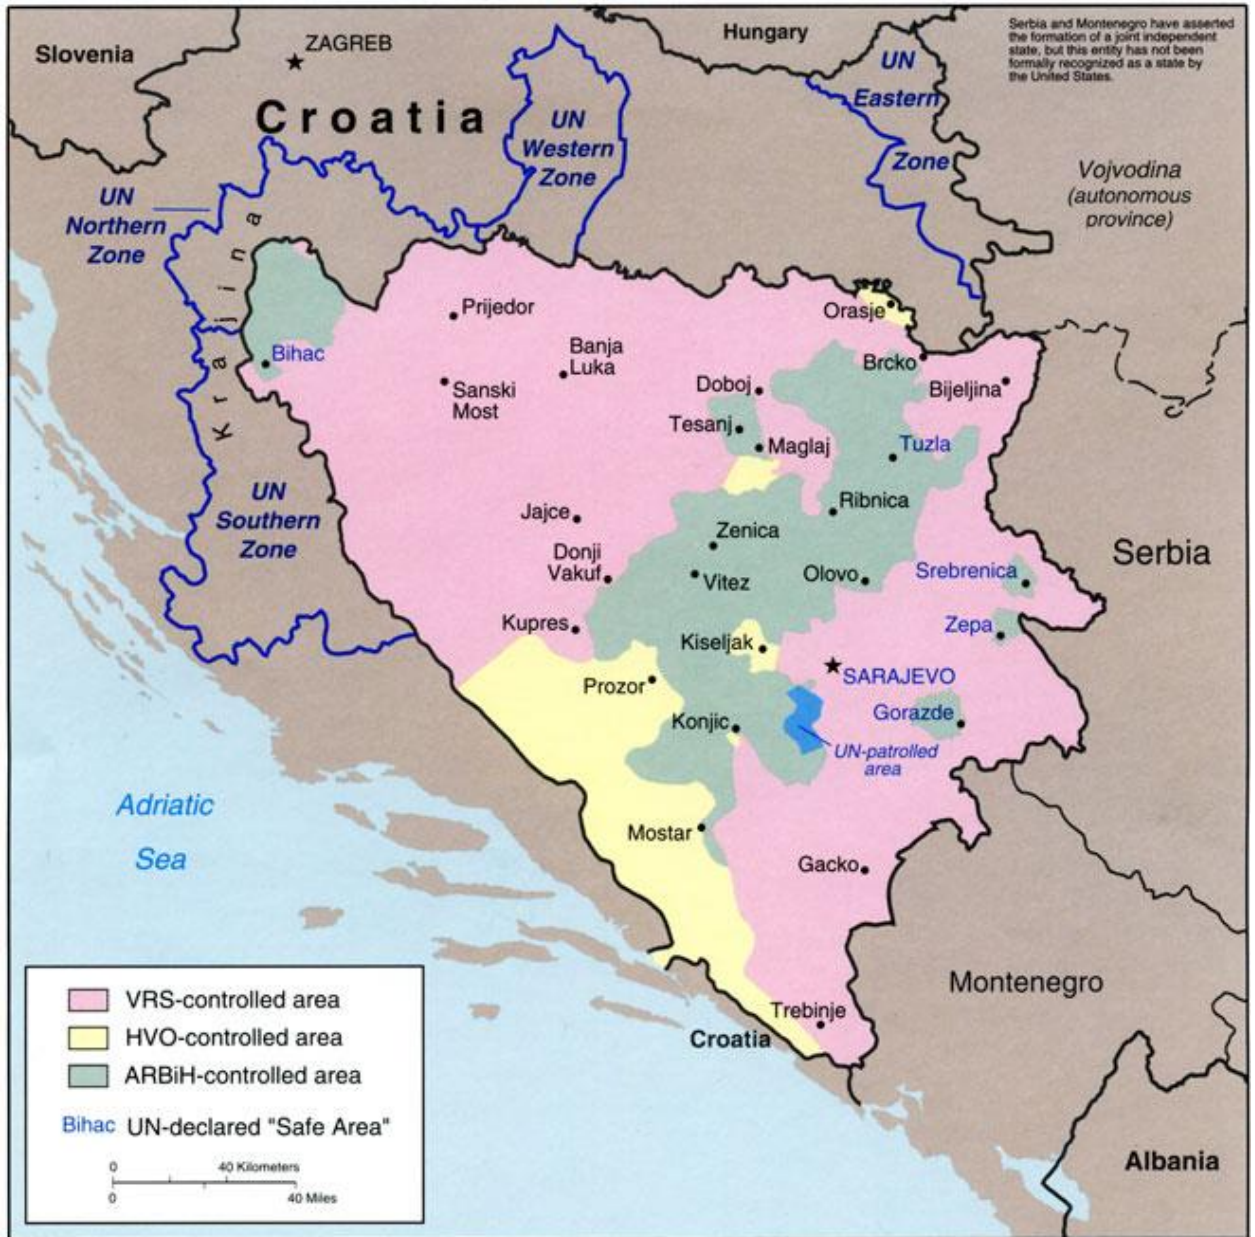 Slovenia
ZAGREB
Hungary
Serbia and Montenegro have asserted
the formation of a joint independent
state, but this entity has not been
formally recognized as a state by
the United States.
Croatia
UN
Western
Zone
UN
Eastern
Zone
Vojvodina
(autonomous
province)
UN
Northern
Zone
Krajina
Prijedor
Orasje
Bihac
Banja
Luka
Brcko
Sanski
Most
Doboj
Bijeljina
Tesanj
Maglaj
Tuzla
UN
Southern
Zone
Jajce
Ribnica
Zenica
Donji
Vakuf
Vitez
Olovo
Srebrenica
Serbia
Kupres
Kiseljak
Zepa
Prozor
SARAJEVO
Konjic
Gorazde
UN-patrolled
area
Adriatic
Sea
Mostar
Gacko
Montenegro
Trebinje
Croatia
Albania
VRS-controlled area
HVO-controlled area
ARBiH-controlled area
Bihac UN-declared "Safe Area"
0 40 Kilometers
0 40 Miles